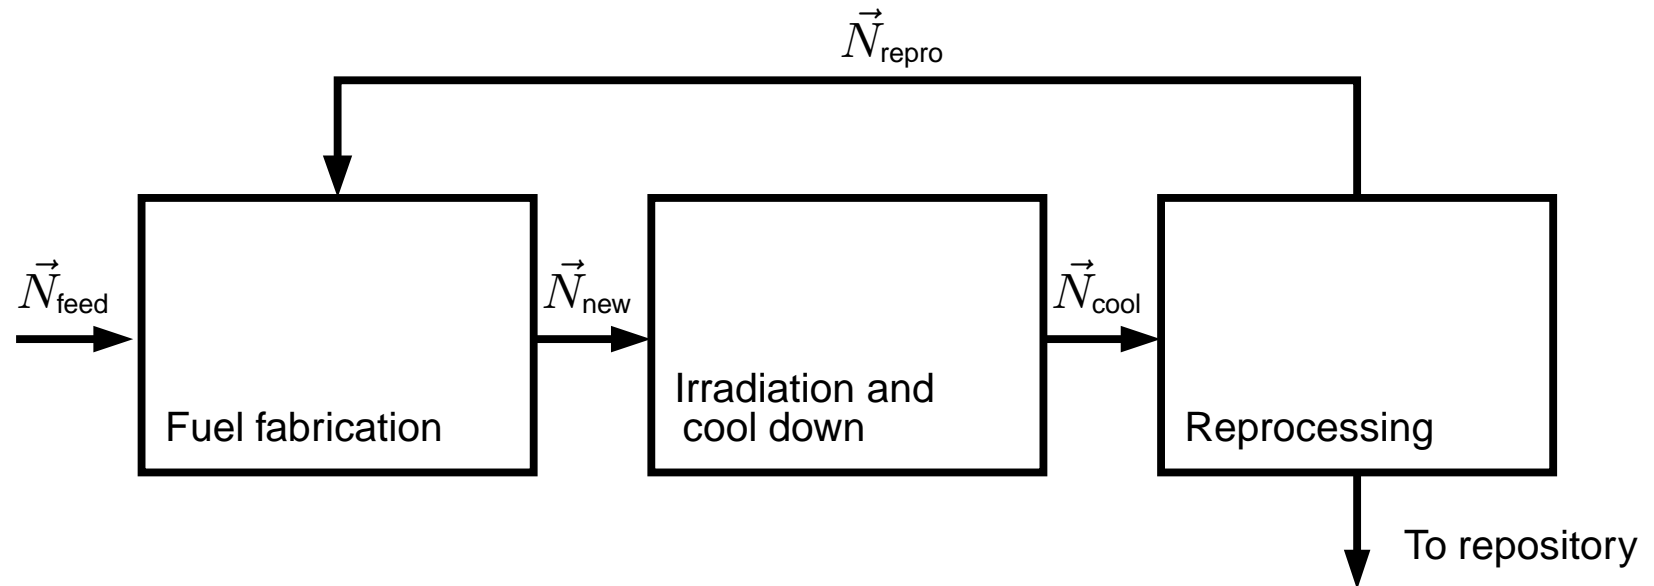 N⃗repro
N⃗feed
N⃗new
N⃗cool
Fuel fabrication
Irradiation and
cool down
Reprocessing
To repository